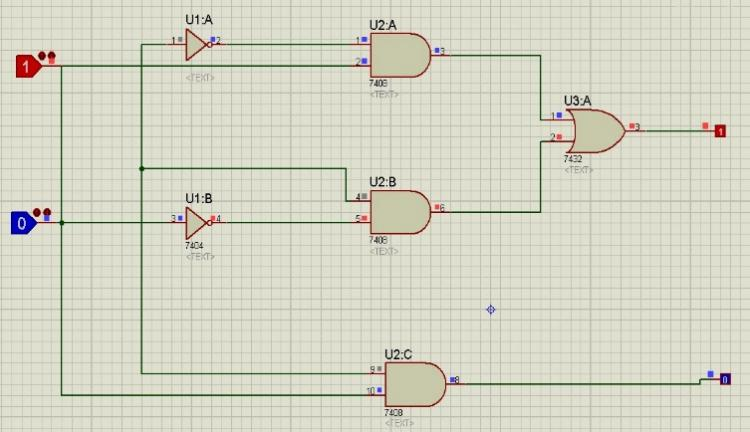 U1:A
1
2
<TEXT>
1
U2:A
1
2
3
7408
<TEXT>
U3:A
1
2
3
7432
<TEXT>
1
U1:B
3
4
7404
<TEXT>
0
U2:B
4
5
6
7408
<TEXT>
U2:C
9
10
8
7408
<TEXT>
0